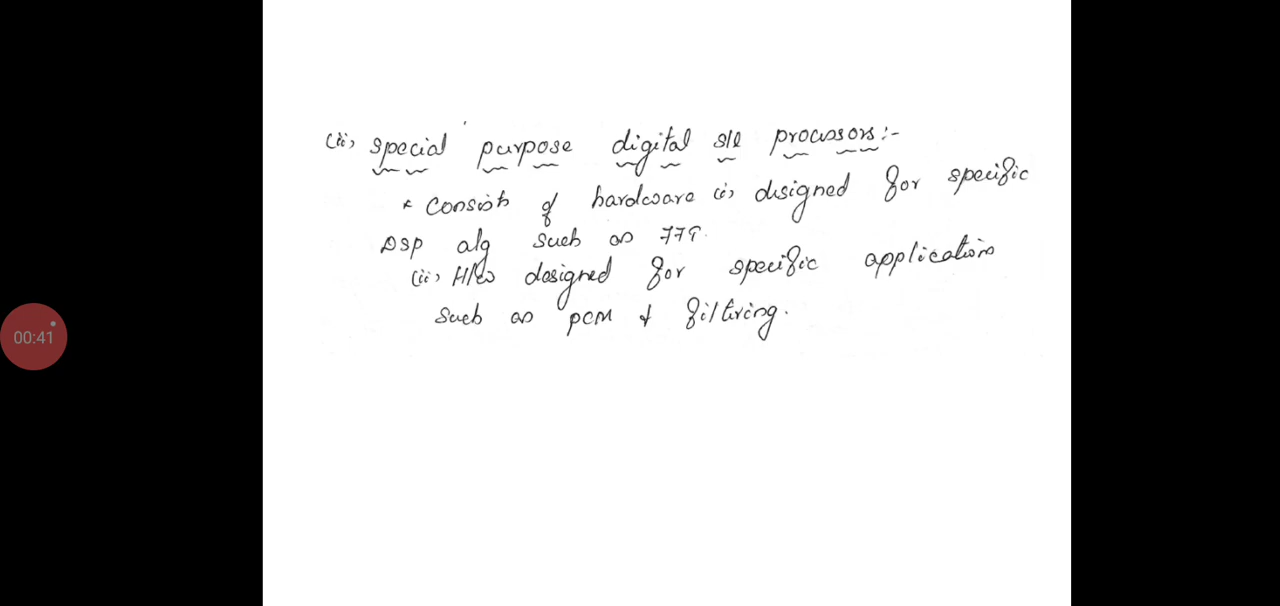 (ii) special purpose digital s/l processors:-
* consists of hardware (i) designed for specific
DSP alg such as FFT.
(ii) H/w designed for specific application
such as PCM & filtering.
00:41